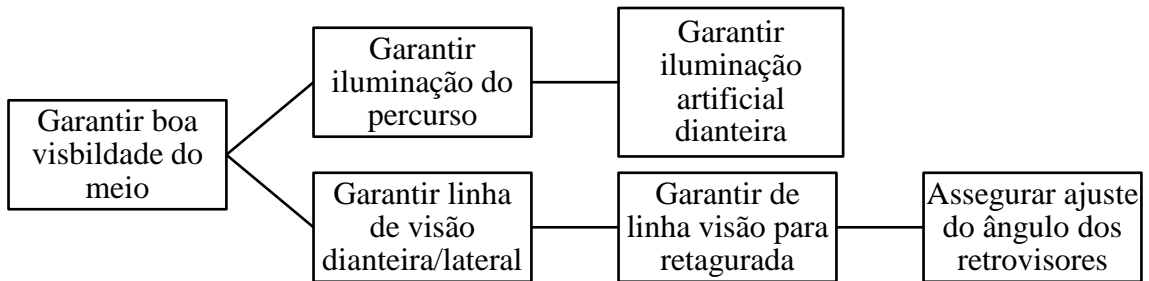 Garantir boa
visbildade do
meio
Garantir
iluminação do
percurso
Garantir
iluminação
artificial
dianteira
Garantir linha
de visão
dianteira/lateral
Garantir de
linha visão para
retagurada
Assegurar ajuste
do ângulo dos
retrovisores